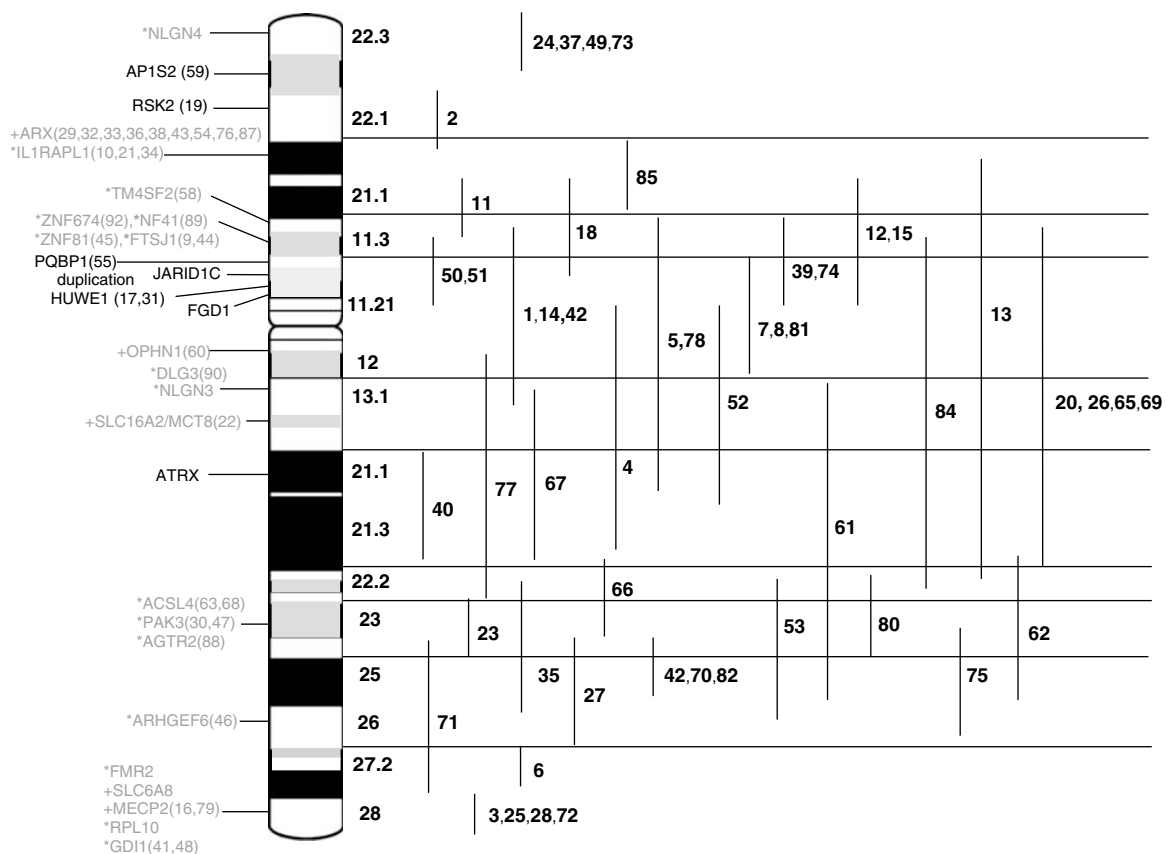 *NLGN4
22.3
24,37,49,73
AP1S2 (59)
RSK2 (19)
22.1
2
+ARX(29,32,33,36,38,43,54,76,87)
*IL1RAPL1(10,21,34)
85
*TM4SF2(58)
21.1
11
*ZNF674(92),*NF41(89)
*ZNF81(45),*FTSJ1(9,44)
11.3
18
12,15
PQBP1(55)
duplication
JARID1C
50,51
39,74
HUWE1 (17,31)
FGD1
11.21
1,14,42
5,78
7,8,81
13
+OPHN1(60)
12
*DLG3(90)
*NLGN3
13.1
52
84
20, 26,65,69
+SLC16A2/MCT8(22)
ATRX
21.1
4
77
67
40
21.3
61
22.2
66
*ACSL4(63,68)
*PAK3(30,47)
*AGTR2(88)
23
23
53
80
62
25
35
42,70,82
75
27
*ARHGEF6(46)
26
71
27.2
6
*FMR2
+SLC6A8
+MECP2(16,79)
28
3,25,28,72
*RPL10
*GDI1(41,48)